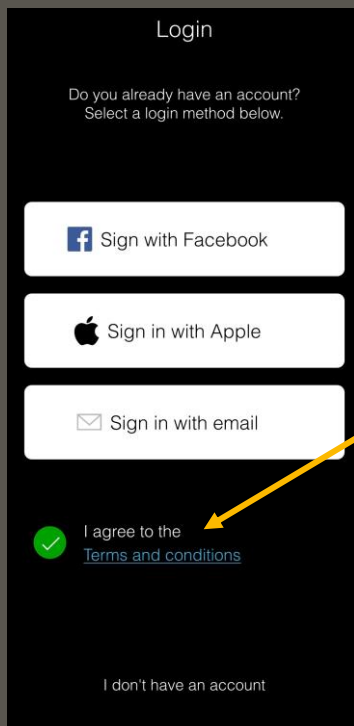 Login
Do you already have an account?
Select a login method below.
Sign with Facebook
Sign in with Apple
Sign in with email
I agree to the
Terms and conditions
I don't have an account